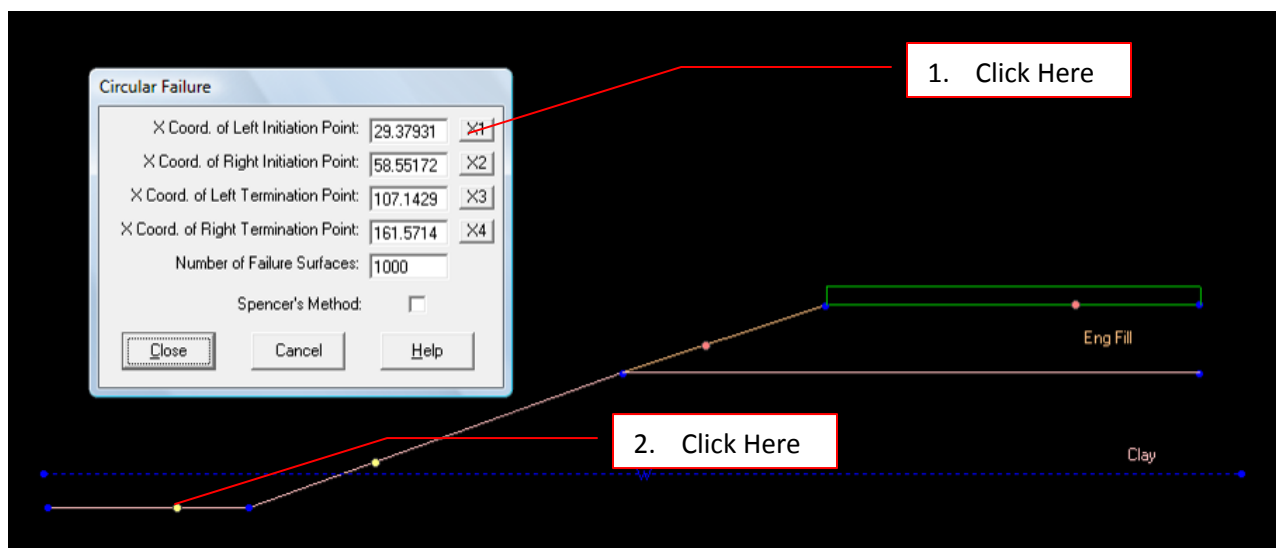 1. Click Here
Circular Failure
X Coord. of Left Initiation Point: 29.37931 X1
X Coord. of Right Initiation Point: 58.55172 X2
X Coord. of Left Termination Point: 107.1429 X3
X Coord. of Right Termination Point: 161.5714 X4
Number of Failure Surfaces: 1000
Spencer's Method:
Close Cancel Help
Eng Fill
2. Click Here
Clay
W